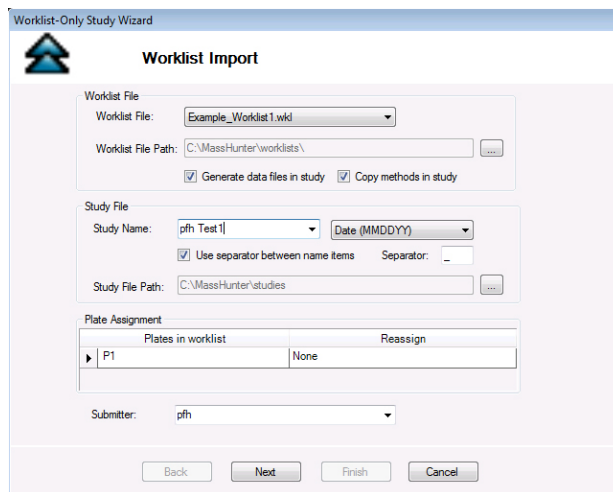 Worklist-Only Study Wizard
Worklist Import
Worklist File
Worklist File: Example_Worklist1.wkl
Worklist File Path: C:\MassHunter\worklists\ ...
Generate data files in study Copy methods in study
Study File
Study Name: pfh Test1 Date (MMDDYY)
Use separator between name items Separator: _
Study File Path: C:\MassHunter\studies ...
Plate Assignment
Plates in worklist Reassign
P1 None
Submitter: pfh
Back Next Finish Cancel